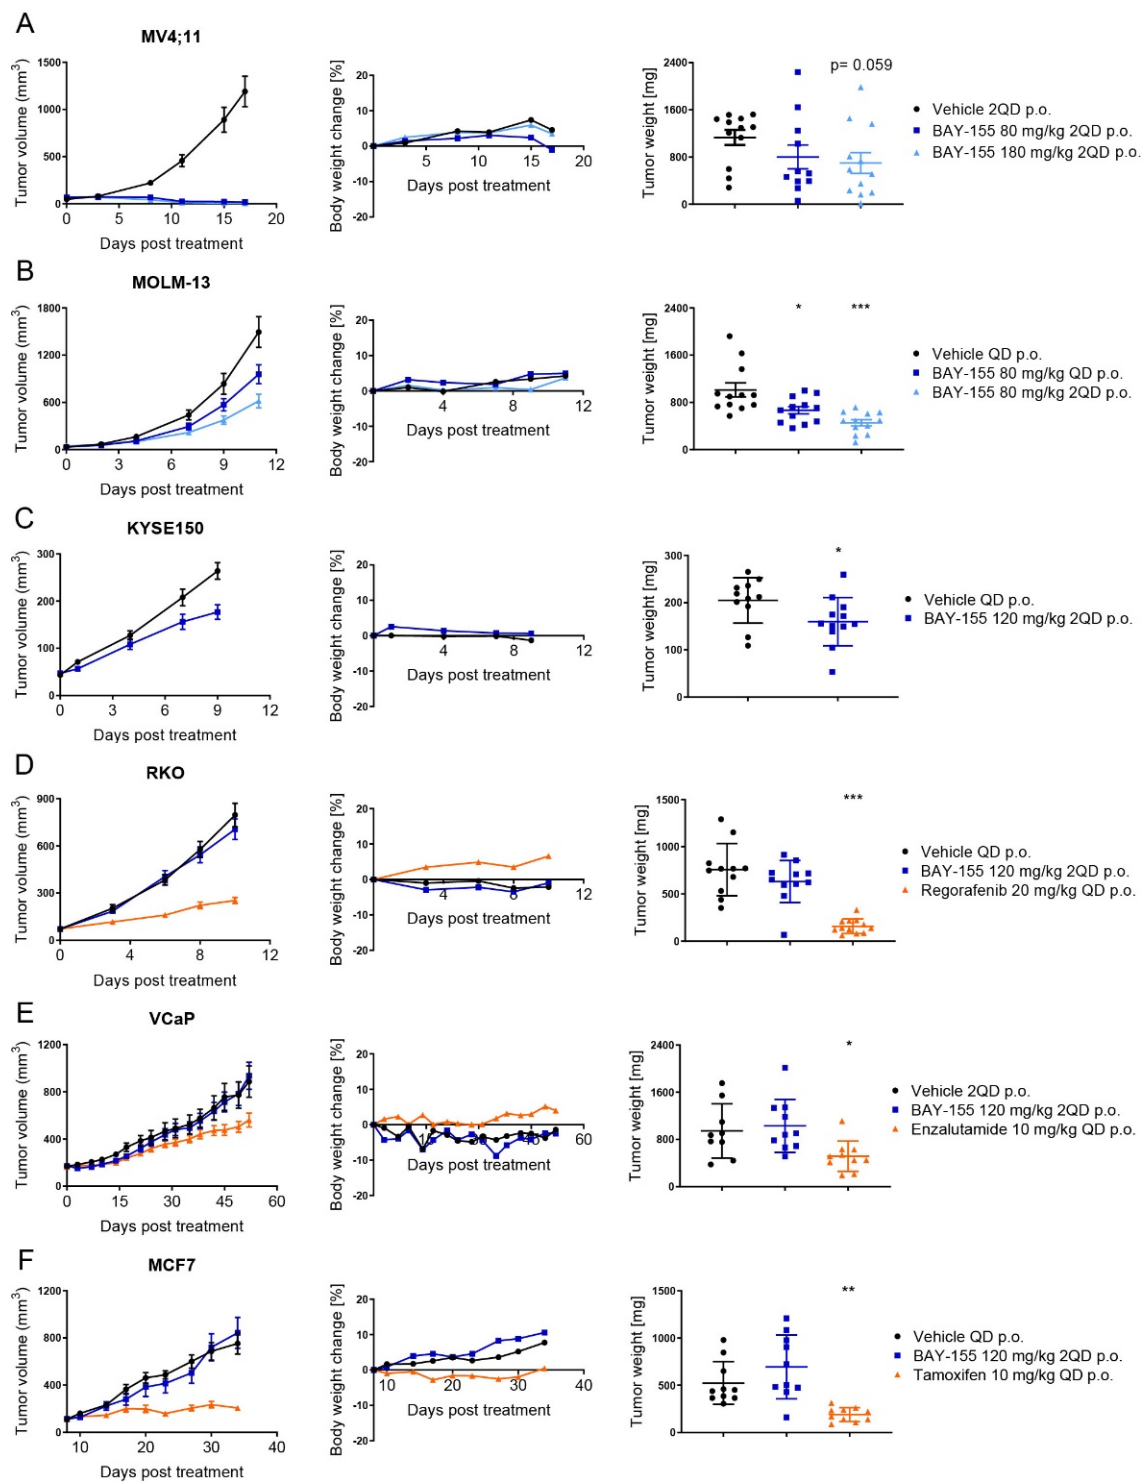 A
MV4;11
Tumor volume (mm3)
1500
1000
500
0
0 5 10 15 20
Days post treatment
Body weight change [%]
20
10
0
-10
-20
5 10 15 20
Days post treatment
Tumor weight [mg]
2400
1600
800
0
p= 0.059
Vehicle 2QD p.o.
BAY-155 80 mg/kg 2QD p.o.
BAY-155 180 mg/kg 2QD p.o.
B
MOLM-13
Tumor volume (mm3)
1800
1200
600
0
0 3 6 9 12
Days post treatment
Body weight change [%]
20
10
0
-10
-20
4 8 12
Days post treatment
Tumor weight [mg]
2400
1600
800
0
* ***
Vehicle QD p.o.
BAY-155 80 mg/kg QD p.o.
BAY-155 80 mg/kg 2QD p.o.
C
KYSE150
Tumor volume (mm3)
300
200
100
0
0 3 6 9 12
Days post treatment
Body weight change [%]
20
10
0
-10
-20
4 8 12
Days post treatment
Tumor weight [mg]
300
200
100
0
*
Vehicle QD p.o.
BAY-155 120 mg/kg 2QD p.o.
D
RKO
Tumor volume (mm3)
900
600
300
0
0 4 8 12
Days post treatment
Body weight change [%]
20
10
0
-10
-20
4 8 12
Days post treatment
Tumor weight [mg]
1500
1000
500
0
***
Vehicle QD p.o.
BAY-155 120 mg/kg 2QD p.o.
Regorafenib 20 mg/kg QD p.o.
E
VCaP
Tumor volume (mm3)
1200
800
400
0
0 15 30 45 60
Days post treatment
Body weight change [%]
20
10
0
-10
-20
60
Days post treatment
Tumor weight [mg]
2400
1600
800
0
*
Vehicle 2QD p.o.
BAY-155 120 mg/kg 2QD p.o.
Enzalutamide 10 mg/kg QD p.o.
F
MCF7
Tumor volume (mm3)
1200
800
400
0
10 20 30 40
Days post treatment
Body weight change [%]
20
10
0
-10
-20
10 20 30 40
Days post treatment
Tumor weight [mg]
1500
1000
500
0
**
Vehicle QD p.o.
BAY-155 120 mg/kg 2QD p.o.
Tamoxifen 10 mg/kg QD p.o.